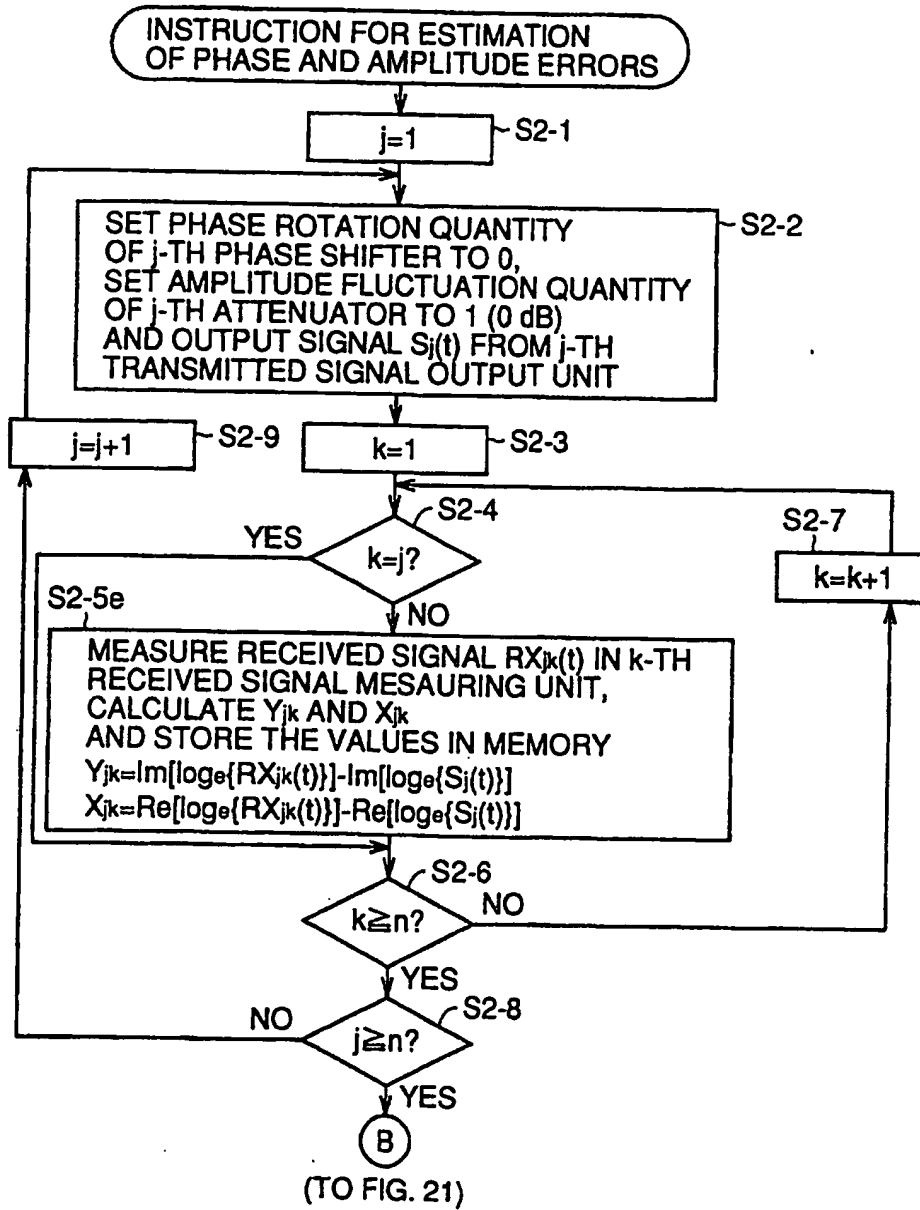 INSTRUCTION FOR ESTIMATION
OF PHASE AND AMPLITUDE ERRORS
j=1
S2-1
SET PHASE ROTATION QUANTITY
OF j-TH PHASE SHIFTER TO 0,
SET AMPLITUDE FLUCTUATION QUANTITY
OF j-TH ATTENUATOR TO 1 (0 dB)
AND OUTPUT SIGNAL Sj(t) FROM j-TH
TRANSMITTED SIGNAL OUTPUT UNIT
S2-2
j=j+1
S2-9
k=1
S2-3
S2-4
YES
k=j?
NO
S2-7
k=k+1
S2-5e
MEASURE RECEIVED SIGNAL RXjk(t) IN k-TH
RECEIVED SIGNAL MESAURING UNIT,
CALCULATE Yjk AND Xjk
AND STORE THE VALUES IN MEMORY
Yjk=Im[loge{RXjk(t)}]-Im[loge{Sj(t)}]
Xjk=Re[loge{RXjk(t)}]-Re[loge{Sj(t)}]
S2-6
k≧n?
NO
YES
S2-8
NO
j≧n?
YES
B
(TO FIG. 21)